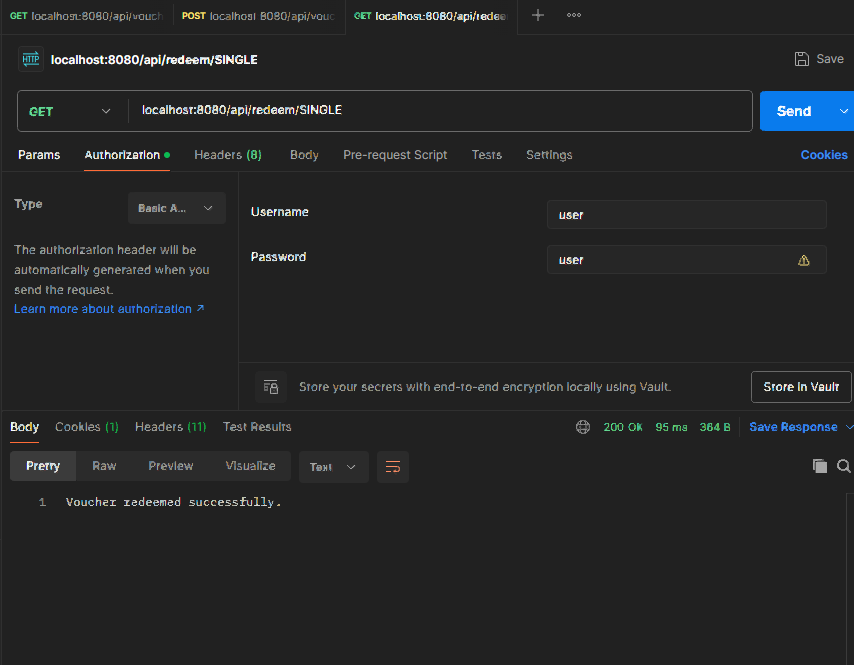 GET localhost:8080/api/vouch
POST localhost:8080/api/vouc
GET localhost:8080/api/redee
HTTP localhost:8080/api/redeem/SINGLE
Save
GET localhost:8080/api/redeem/SINGLE
Send
Params Authorization Headers (8) Body Pre-request Script Tests Settings Cookies
Type Basic A...
The authorization header will be
automatically generated when you
send the request.
Learn more about authorization ↗
Username user
Password user
Store your secrets with end-to-end encryption locally using Vault. Store in Vault
Body Cookies (1) Headers (11) Test Results 200 OK 95 ms 364 B Save Response
Pretty Raw Preview Visualize Text
1 Voucher redeemed successfully.